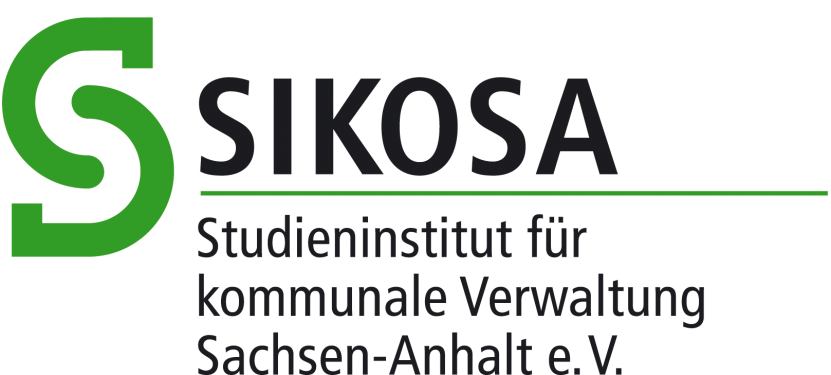 SIKOSA
Studieninstitut für
kommunale Verwaltung
Sachsen-Anhalt e. V.